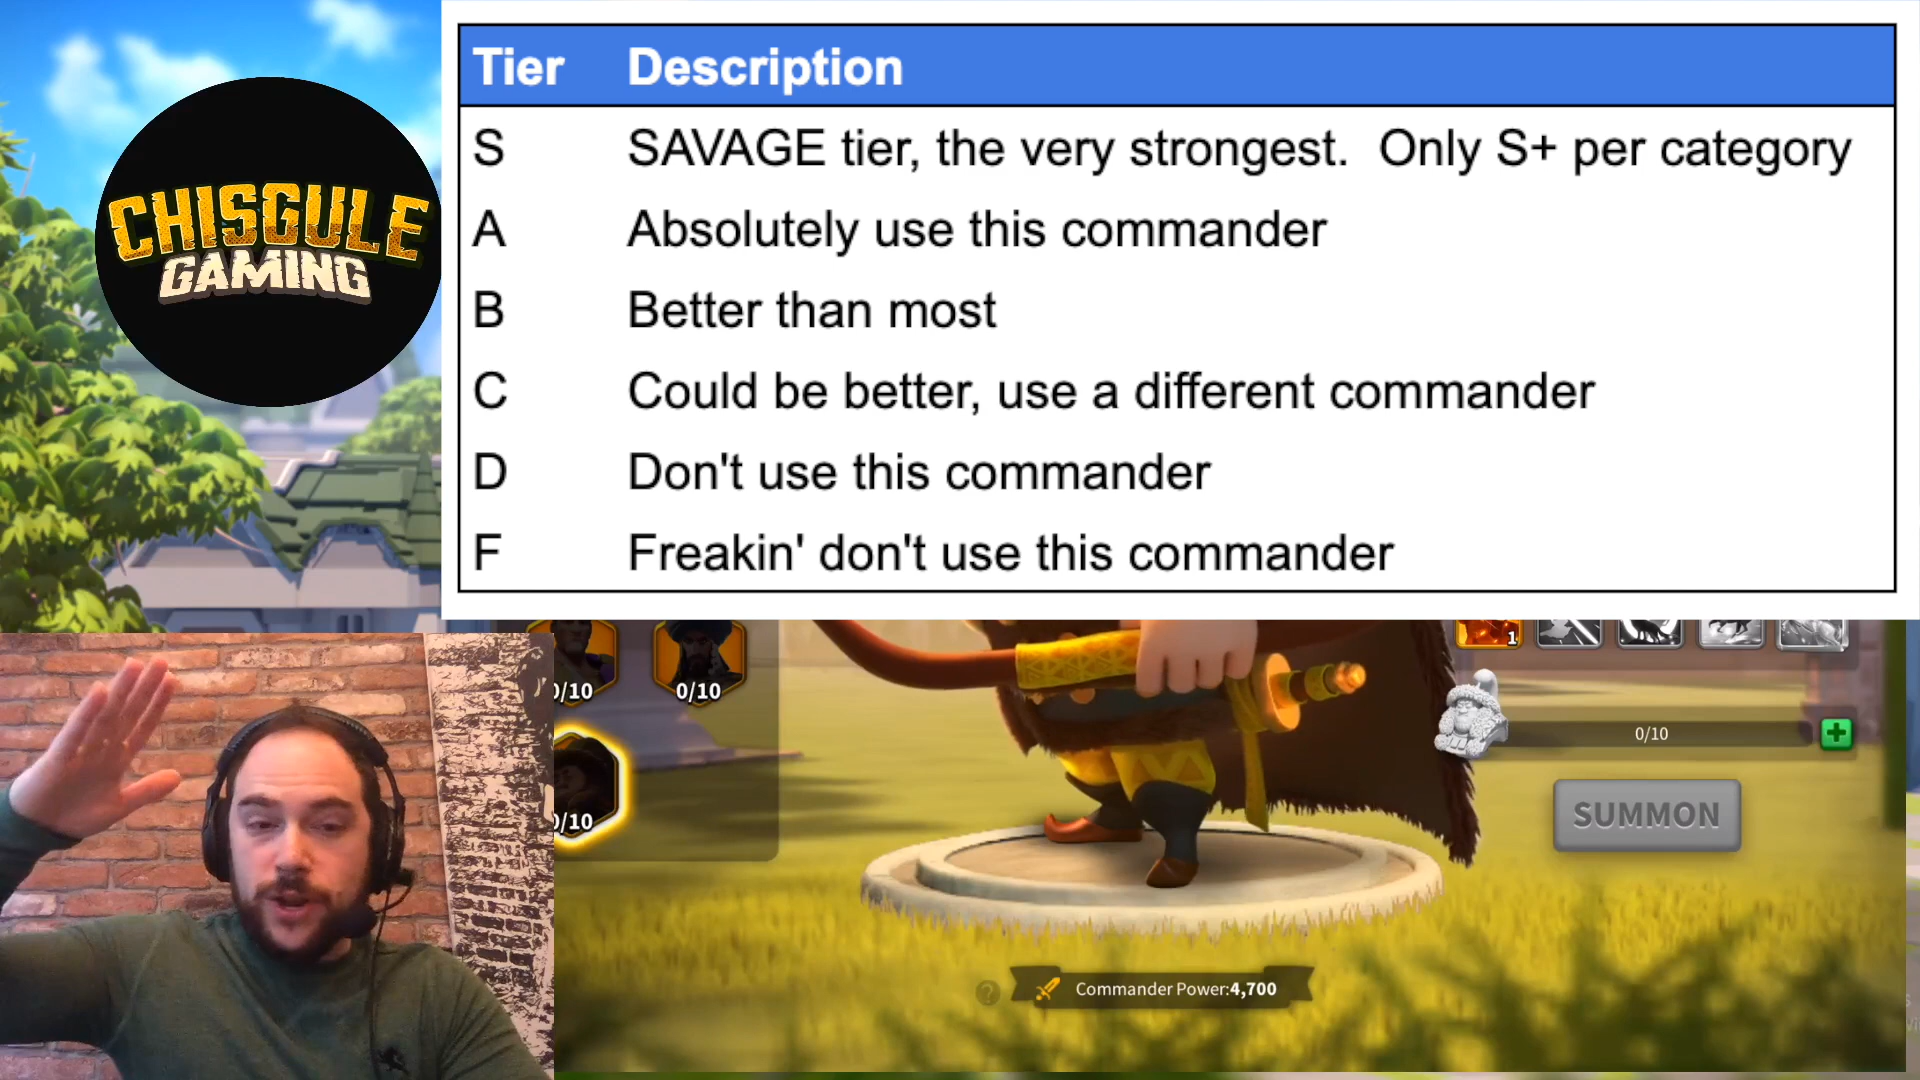 CHISGULE
GAMING
Tier Description
S SAVAGE tier, the very strongest. Only S+ per category
A Absolutely use this commander
B Better than most
C Could be better, use a different commander
D Don't use this commander
F Freakin' don't use this commander
0/10
0/10
1
0/10
SUMMON
/10
? Commander Power:4,700